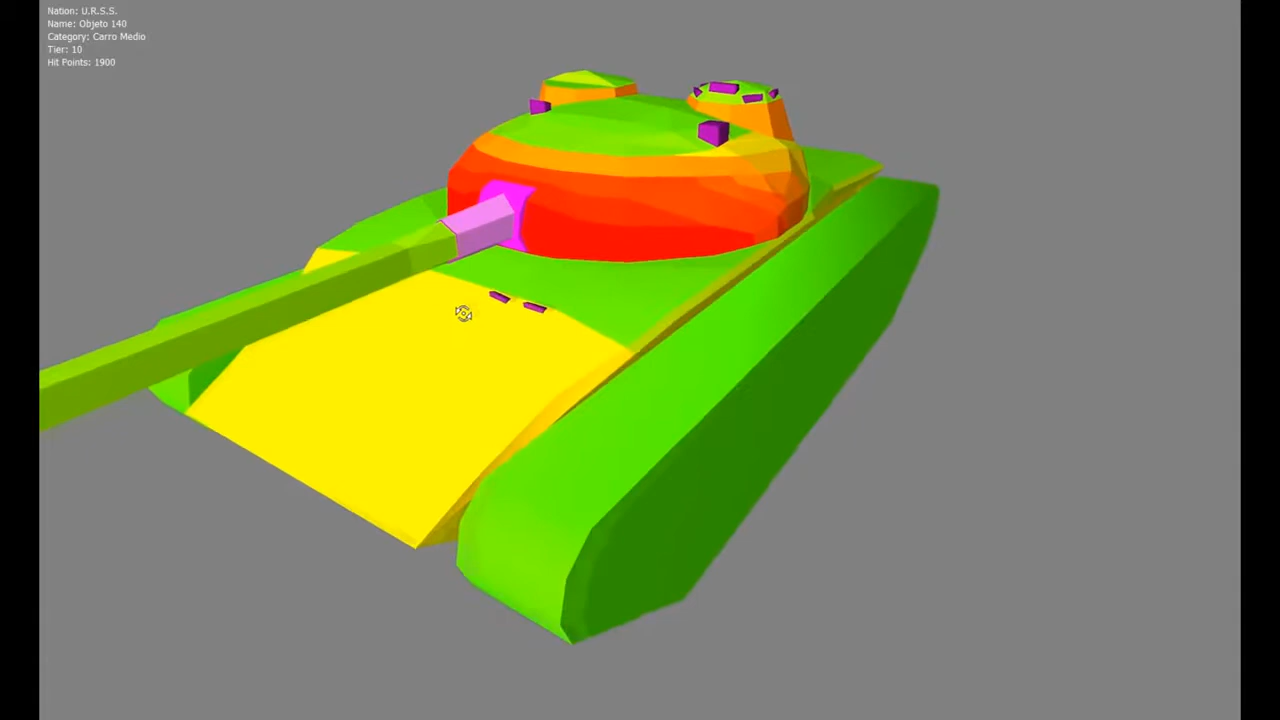 Nation: U.R.S.S.
Name: Objeto 140
Category: Carro Medio
Tier: 10
Hit Points: 1900